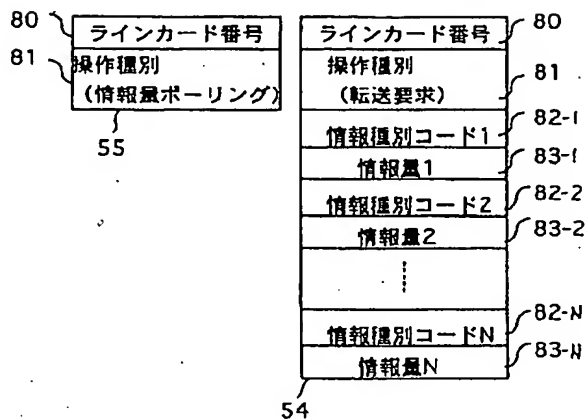 80
ラインカード番号
81
操作種別
(情報量ポーリング)
55
ラインカード番号
80
操作種別
(転送要求)
81
情報種別コード1
82-1
情報量1
83-1
情報種別コード2
82-2
情報量2
83-2
情報種別コードN
82-N
情報量N
83-N
54